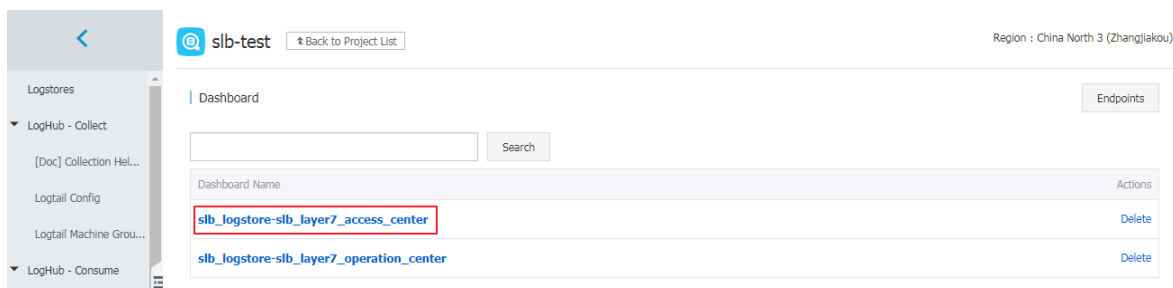 slb-test
Back to Project List
Region : China North 3 (Zhangjiakou)
Logstores
LogHub - Collect
[Doc] Collection Hel...
Logtail Config
Logtail Machine Grou...
LogHub - Consume
Dashboard
Endpoints
Search
Dashboard Name
Actions
slb_logstore-slb_layer7_access_center
Delete
slb_logstore-slb_layer7_operation_center
Delete